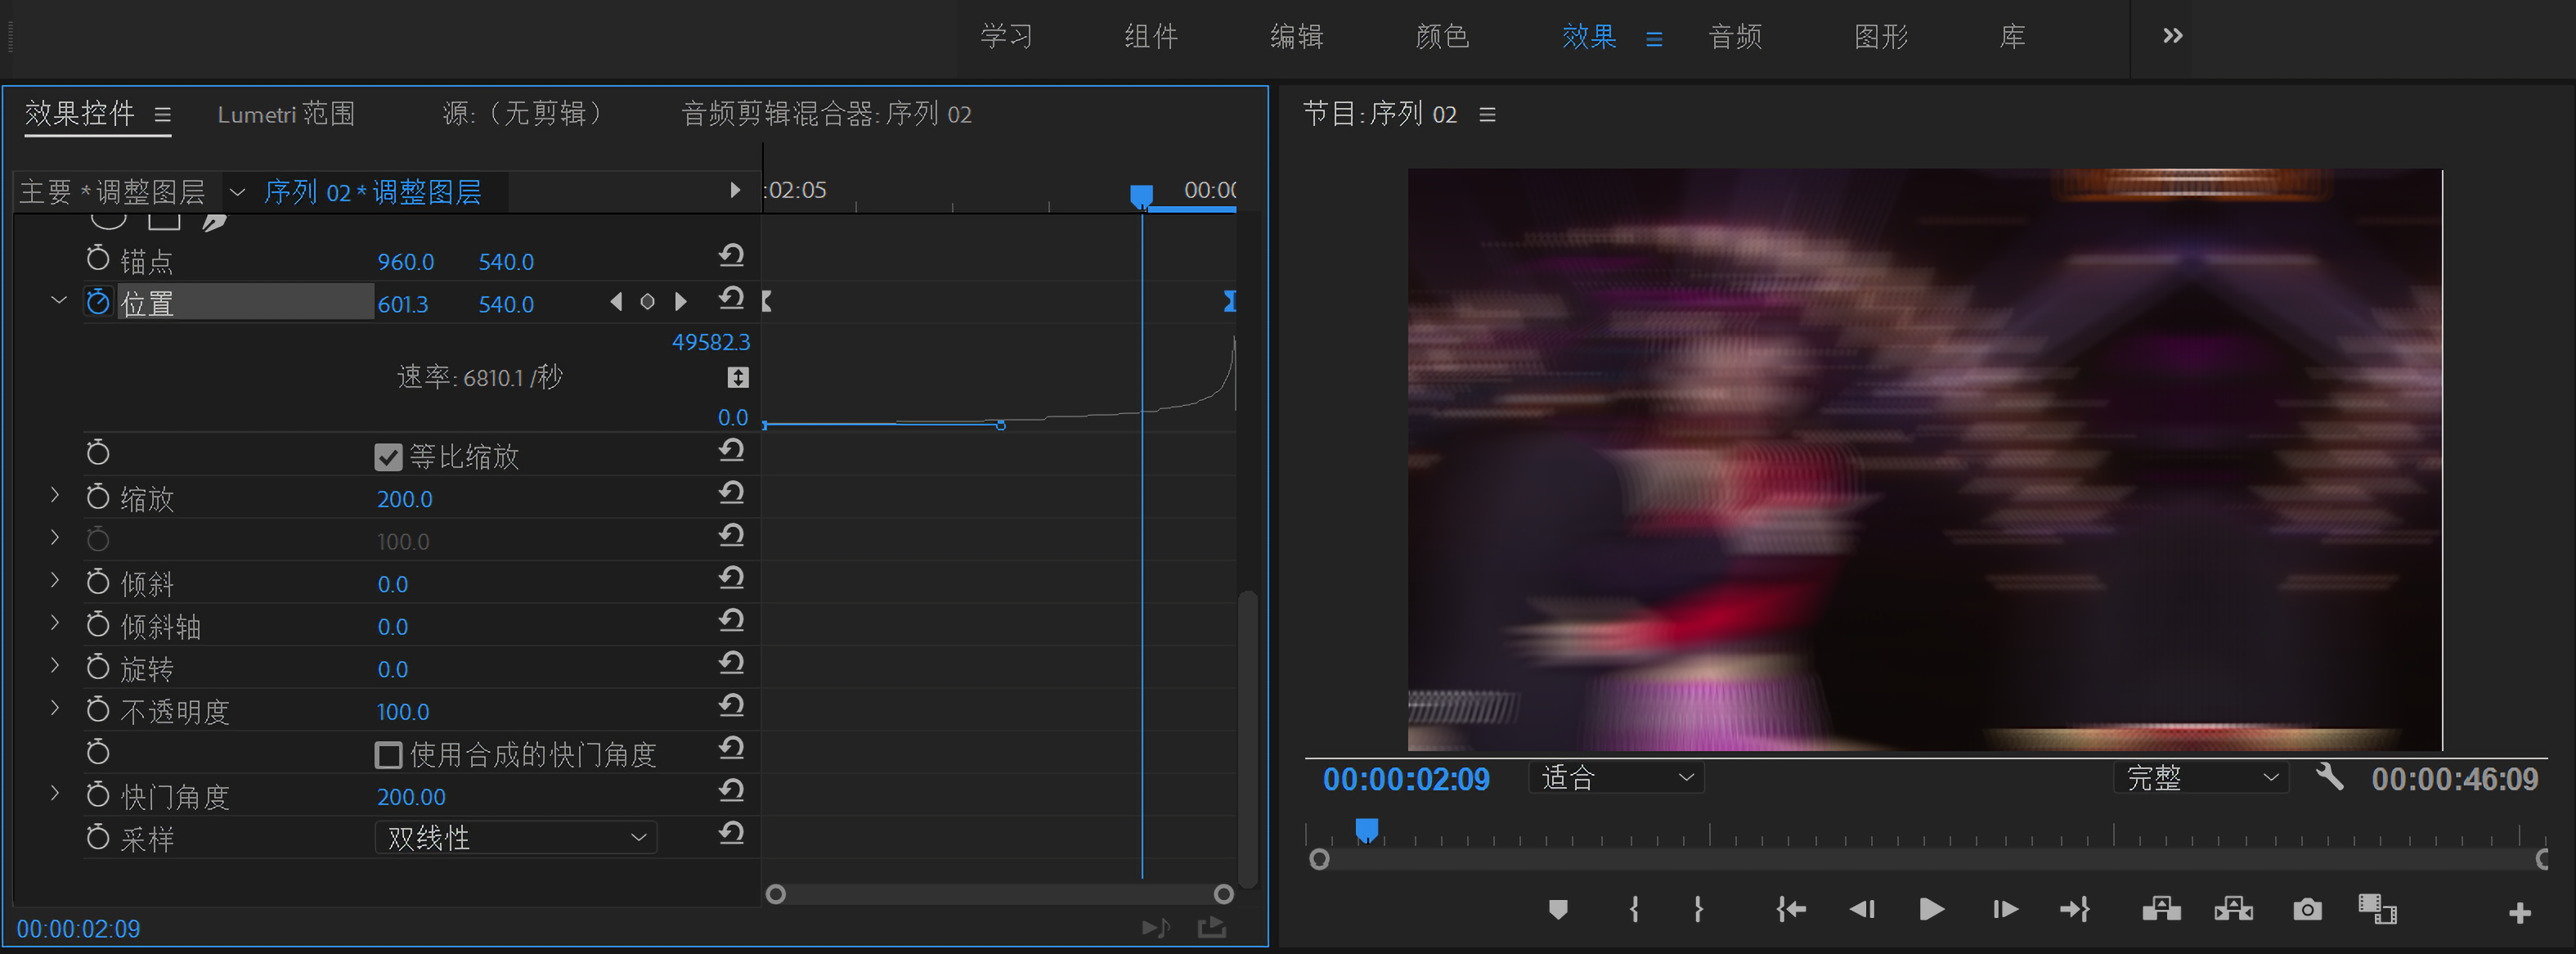 学习 组件 编辑 颜色 效果 音频 图形 库
效果控件 Lumetri 范围 源:（无剪辑） 音频剪辑混合器: 序列 02
节目: 序列 02
主要 * 调整图层 序列 02 * 调整图层 :02:05 00:00
锚点 960.0 540.0
位置 601.3 540.0
49582.3
速率: 6810.1 /秒
0.0
等比缩放
缩放 200.0
100.0
倾斜 0.0
倾斜轴 0.0
旋转 0.0
不透明度 100.0
使用合成的快门角度
快门角度 200.00
采样 双线性
00:00:02:09
00:00:02:09 适合 完整 00:00:46:09